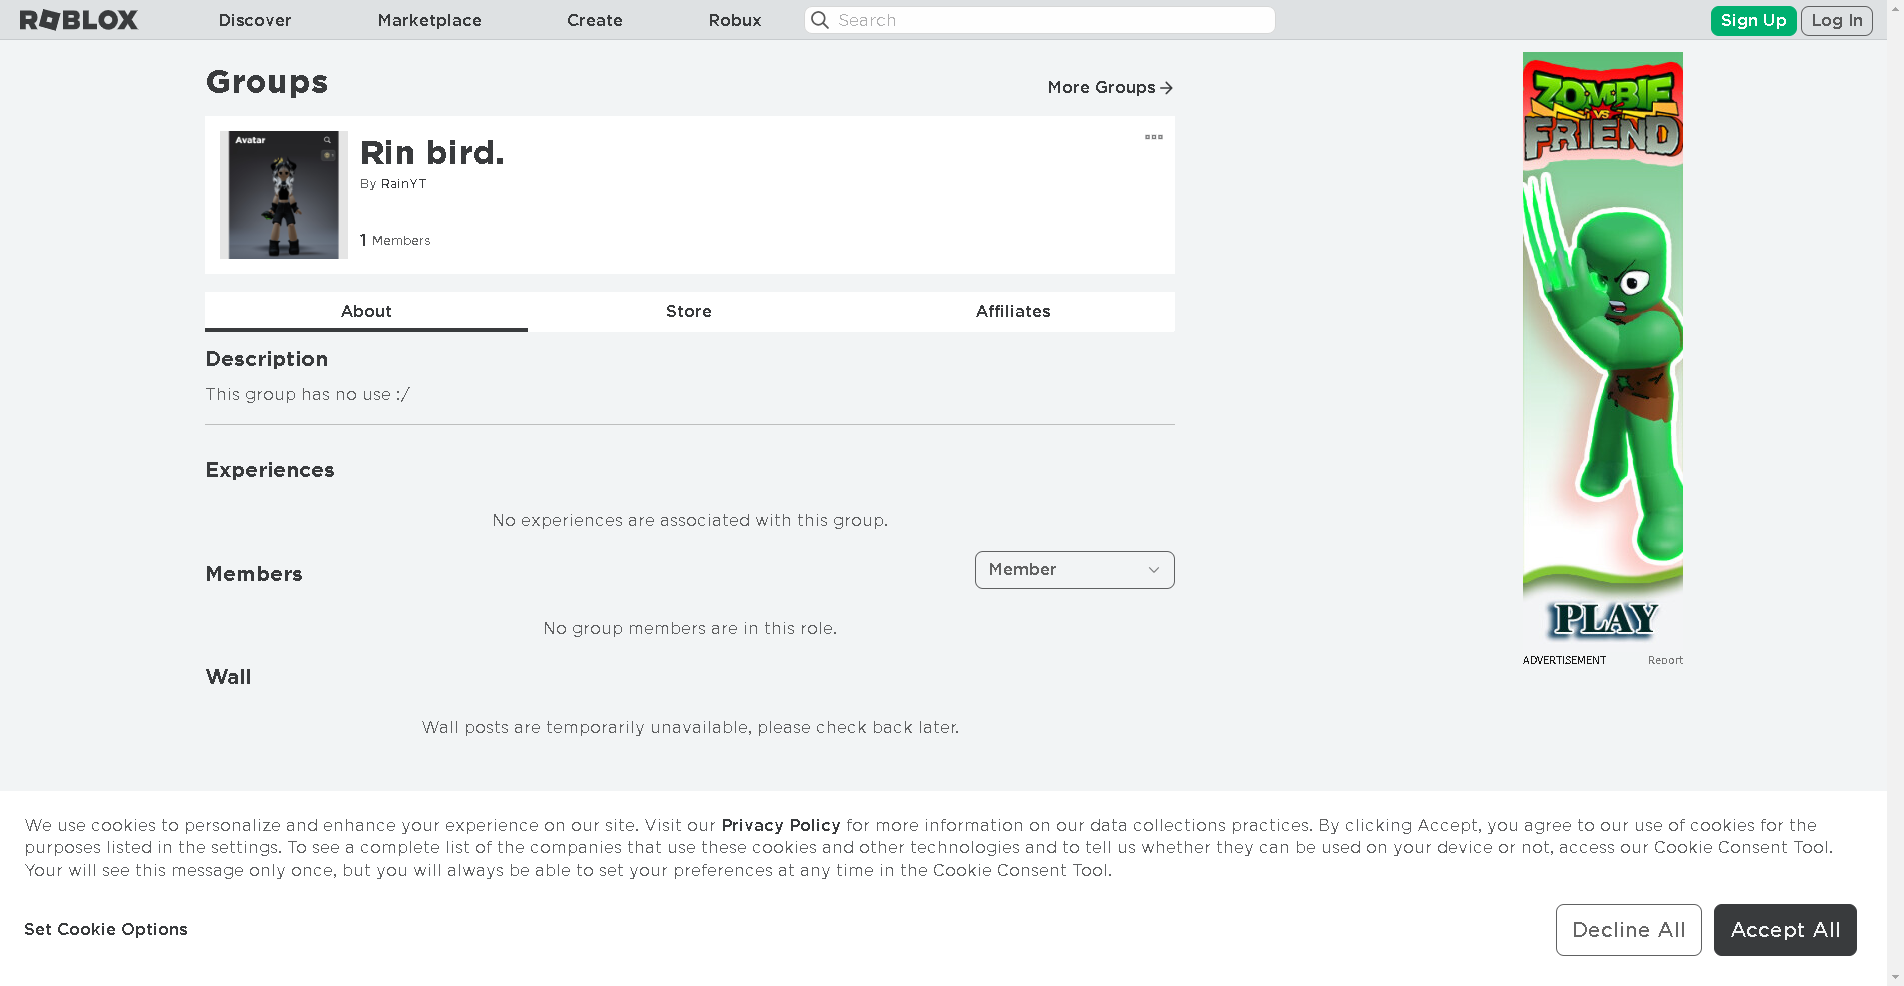 ROBLOX Discover Marketplace Create Robux Search Sign Up Log In
Groups
More Groups
Avatar
Rin bird.
By RainYT
1 Members
About Store Affiliates
Description
This group has no use :/
Experiences
No experiences are associated with this group.
Members
Member
No group members are in this role.
Wall
Wall posts are temporarily unavailable, please check back later.
ZOMBIE
VS
FRIEND
PLAY
ADVERTISEMENT Report
We use cookies to personalize and enhance your experience on our site. Visit our Privacy Policy for more information on our data collections practices. By clicking Accept, you agree to our use of cookies for the
purposes listed in the settings. To see a complete list of the companies that use these cookies and other technologies and to tell us whether they can be used on your device or not, access our Cookie Consent Tool.
Your will see this message only once, but you will always be able to set your preferences at any time in the Cookie Consent Tool.
Set Cookie Options
Decline All
Accept All